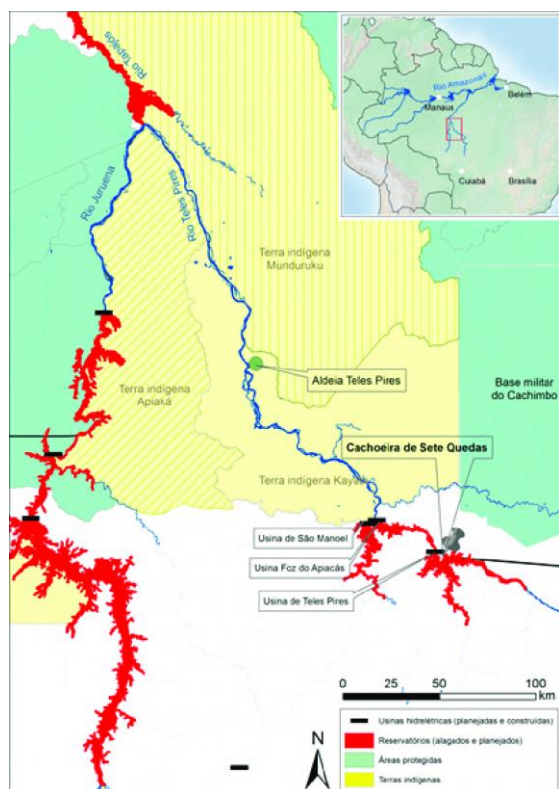 Rio Tapajós
Rio Amazonas
Manaus
Belém
Cuiabá
Brasília
Rio Juruena
Rio Teles Pires
Terra indígena
Munduruku
Aldeia Teles Pires
Terra indígena
Apiaká
Base militar
do Cachimbo
Cachoeira de Sete Quedas
Terra indígena Kayabi
Usina de São Manoel
Usina Foz do Apiacás
Usina de Teles Pires
0 25 50 100
km
N
Usinas hidrelétricas (planejadas e construídas)
Reservatórios (alagados e planejados)
Áreas protegidas
Terras indígenas